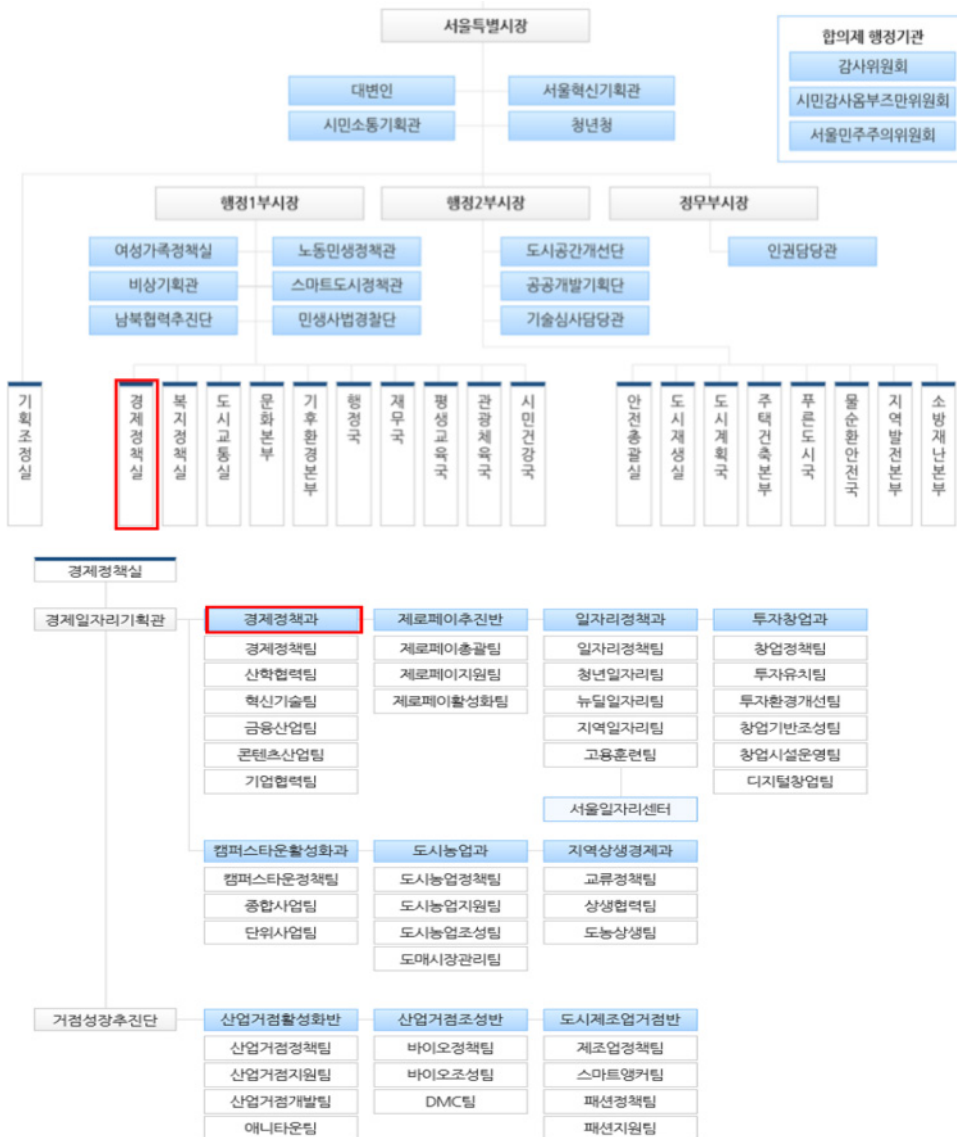 서울특별시장
합의제 행정기관
감사위원회
시민감사옴부즈만위원회
서울민주주의위원회
대변인 서울혁신기획관
시민소통기획관 청년청
행정1부시장 행정2부시장 정무부시장
여성가족정책실 노동민생정책관 도시공간개선단 인권담당관
비상기획관 스마트도시정책관 공공개발기획단
남북협력추진단 민생사법경찰단 기술심사담당관
기획조정실
경제정책실
복지정책실
도시교통실
문화본부
기후환경본부
행정국
재무국
평생교육국
관광체육국
시민건강국
안전총괄실
도시재생실
도시계획국
주택건축본부
푸른도시국
물순환안전국
지역발전본부
소방재난본부
경제정책실
경제일자리기획관 경제정책과 제로페이추진반 일자리정책과 투자창업과
경제정책팀 제로페이총괄팀 일자리정책팀 창업정책팀
산학협력팀 제로페이지원팀 청년일자리팀 투자유치팀
혁신기술팀 제로페이활성화팀 뉴딜일자리팀 투자환경개선팀
금융산업팀 지역일자리팀 창업기반조성팀
콘텐츠산업팀 고용훈련팀 창업시설운영팀
기업협력팀 디지털창업팀
서울일자리센터
캠퍼스타운활성화과 도시농업과 지역상생경제과
캠퍼스타운정책팀 도시농업정책팀 교류정책팀
종합사업팀 도시농업지원팀 상생협력팀
단위사업팀 도시농업조성팀 도농상생팀
도매시장관리팀
거점성장추진단 산업거점활성화반 산업거점조성반 도시제조업거점반
산업거점정책팀 바이오정책팀 제조업정책팀
산업거점지원팀 바이오조성팀 스마트앵커팀
산업거점개발팀 DMC팀 패션정책팀
애니타운팀 패션지원팀